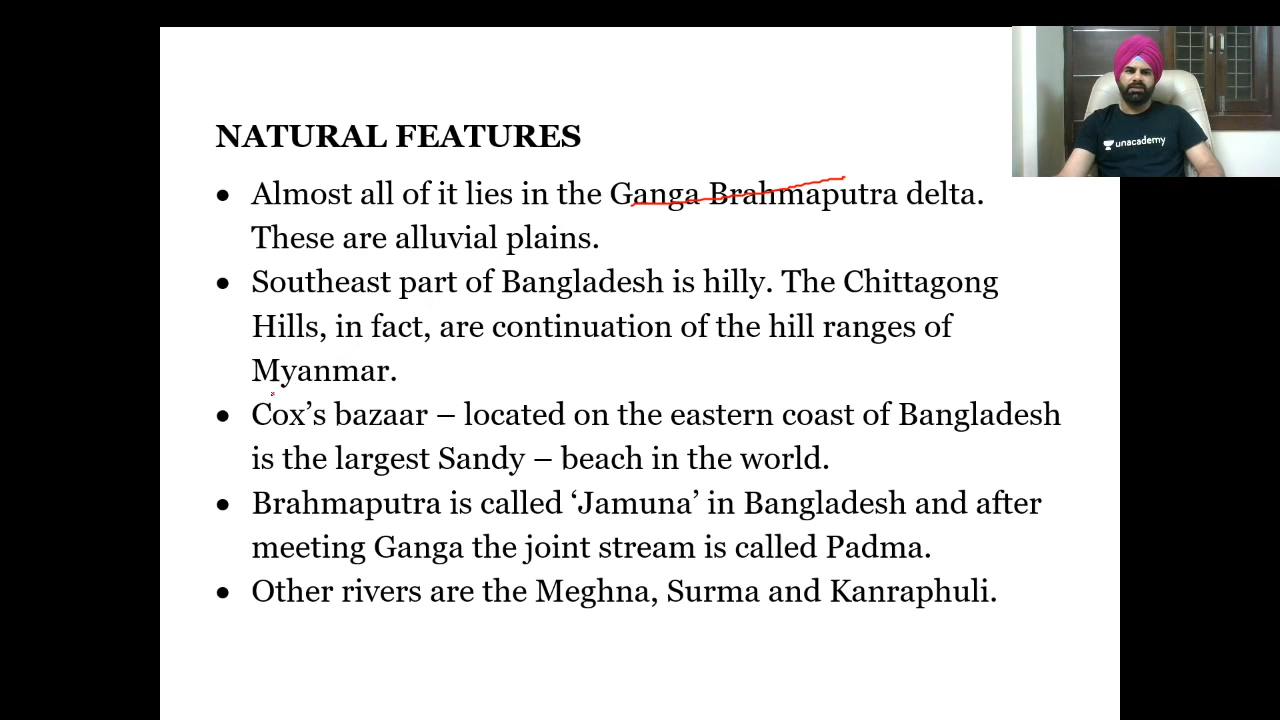 unacademy
NATURAL FEATURES
• Almost all of it lies in the Ganga Brahmaputra delta.
These are alluvial plains.
• Southeast part of Bangladesh is hilly. The Chittagong
Hills, in fact, are continuation of the hill ranges of
Myanmar.
• Cox’s bazaar – located on the eastern coast of Bangladesh
is the largest Sandy – beach in the world.
• Brahmaputra is called ‘Jamuna’ in Bangladesh and after
meeting Ganga the joint stream is called Padma.
• Other rivers are the Meghna, Surma and Kanraphuli.